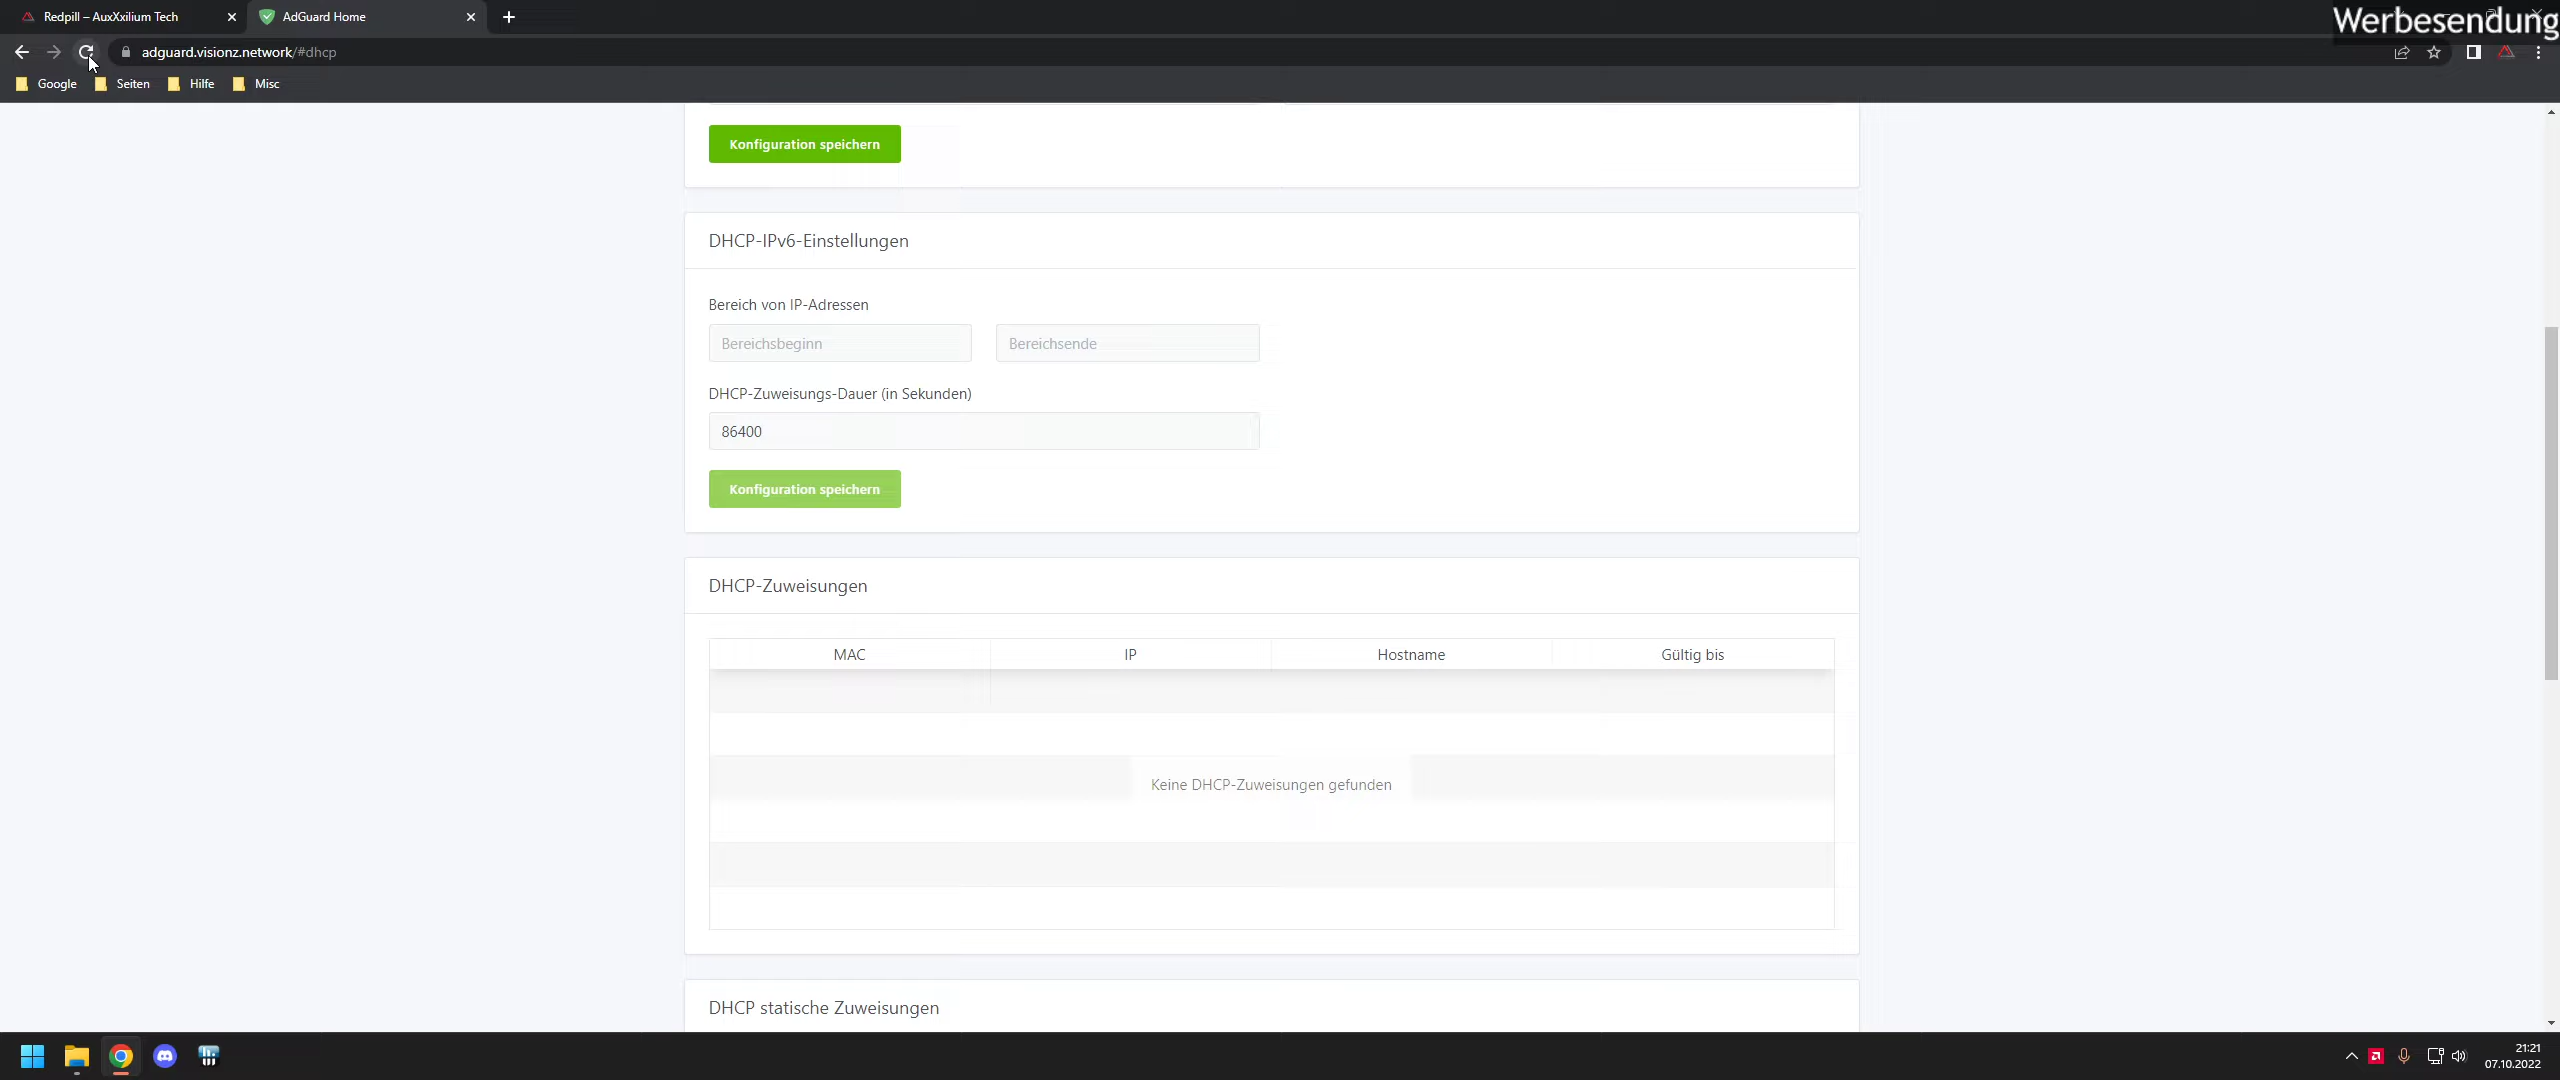 Redpill – AuxXxilium Tech
AdGuard Home
Werbesendung
adguard.visionz.network/#dhcp
Google
Seiten
Hilfe
Misc
Konfiguration speichern
DHCP-IPv6-Einstellungen
Bereich von IP-Adressen
Bereichsbeginn
Bereichsende
DHCP-Zuweisungs-Dauer (in Sekunden)
86400
Konfiguration speichern
DHCP-Zuweisungen
MAC
IP
Hostname
Gültig bis
Keine DHCP-Zuweisungen gefunden
DHCP statische Zuweisungen
21:21
07.10.2022